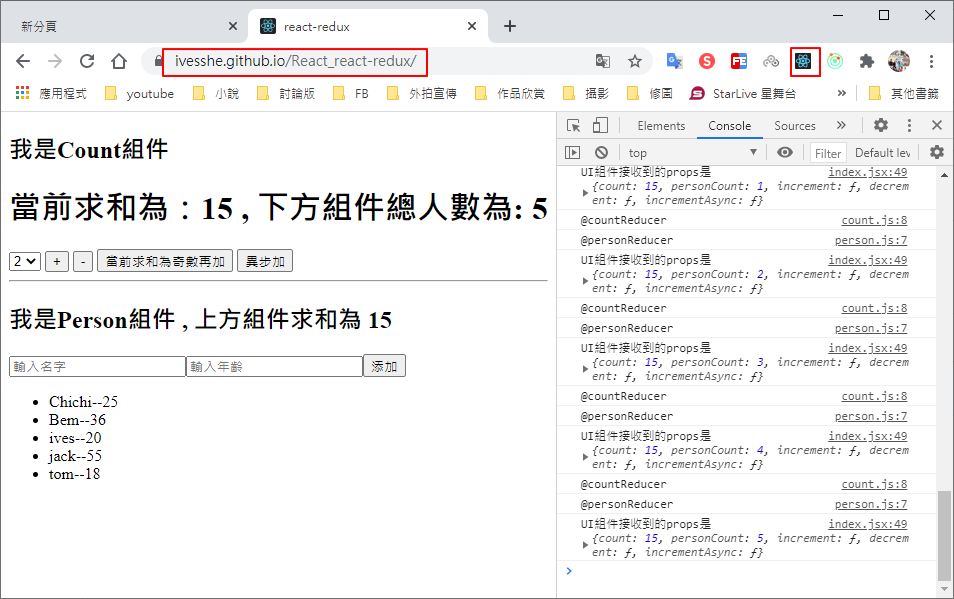 新分頁
react-redux
ivesshe.github.io/React_react-redux/
應用程式 youtube 小說 討論版 FB 外拍宣傳 作品欣賞 攝影 修圖 StarLive 星舞台 » 其他書籤
我是Count組件
當前求和為：15 , 下方組件總人數為: 5
2 + - 當前求和為奇數再加 異步加
我是Person組件 , 上方組件求和為 15
輸入名字 輸入年齡 添加
Chichi--25
Bem--36
ives--20
jack--55
tom--18
Elements Console Sources »
top Filter Default lev
UI組件接收到的props是 index.jsx:49
{count: 15, personCount: 1, increment: ƒ, decrem
ent: ƒ, incrementAsync: ƒ}
@countReducer count.js:8
@personReducer person.js:7
UI組件接收到的props是 index.jsx:49
{count: 15, personCount: 2, increment: ƒ, decrem
ent: ƒ, incrementAsync: ƒ}
@countReducer count.js:8
@personReducer person.js:7
UI組件接收到的props是 index.jsx:49
{count: 15, personCount: 3, increment: ƒ, decrem
ent: ƒ, incrementAsync: ƒ}
@countReducer count.js:8
@personReducer person.js:7
UI組件接收到的props是 index.jsx:49
{count: 15, personCount: 4, increment: ƒ, decrem
ent: ƒ, incrementAsync: ƒ}
@countReducer count.js:8
@personReducer person.js:7
UI組件接收到的props是 index.jsx:49
{count: 15, personCount: 5, increment: ƒ, decrem
ent: ƒ, incrementAsync: ƒ}